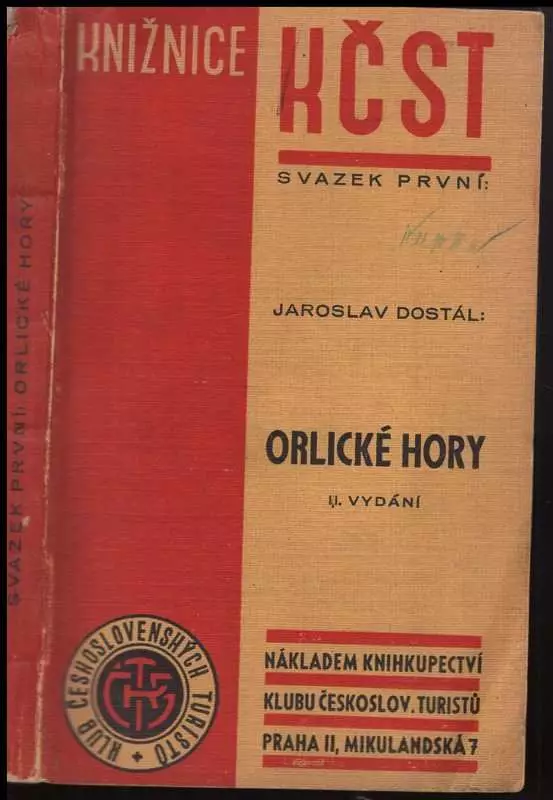 KNIŽNICE
KČST
SVAZEK PRVNÍ:
JAROSLAV DOSTÁL:
ORLICKÉ HORY
II. VYDÁNÍ
NÁKLADEM KNIHKUPECTVÍ
KLUBU ČESKOSLOV. TURISTŮ
PRAHA II, MIKULANDSKÁ 7
KLUB ČESKOSLOVENSKÝCH TURISTŮ
KČST
SVAZEK PRVNÍ: ORLICKÉ HORY